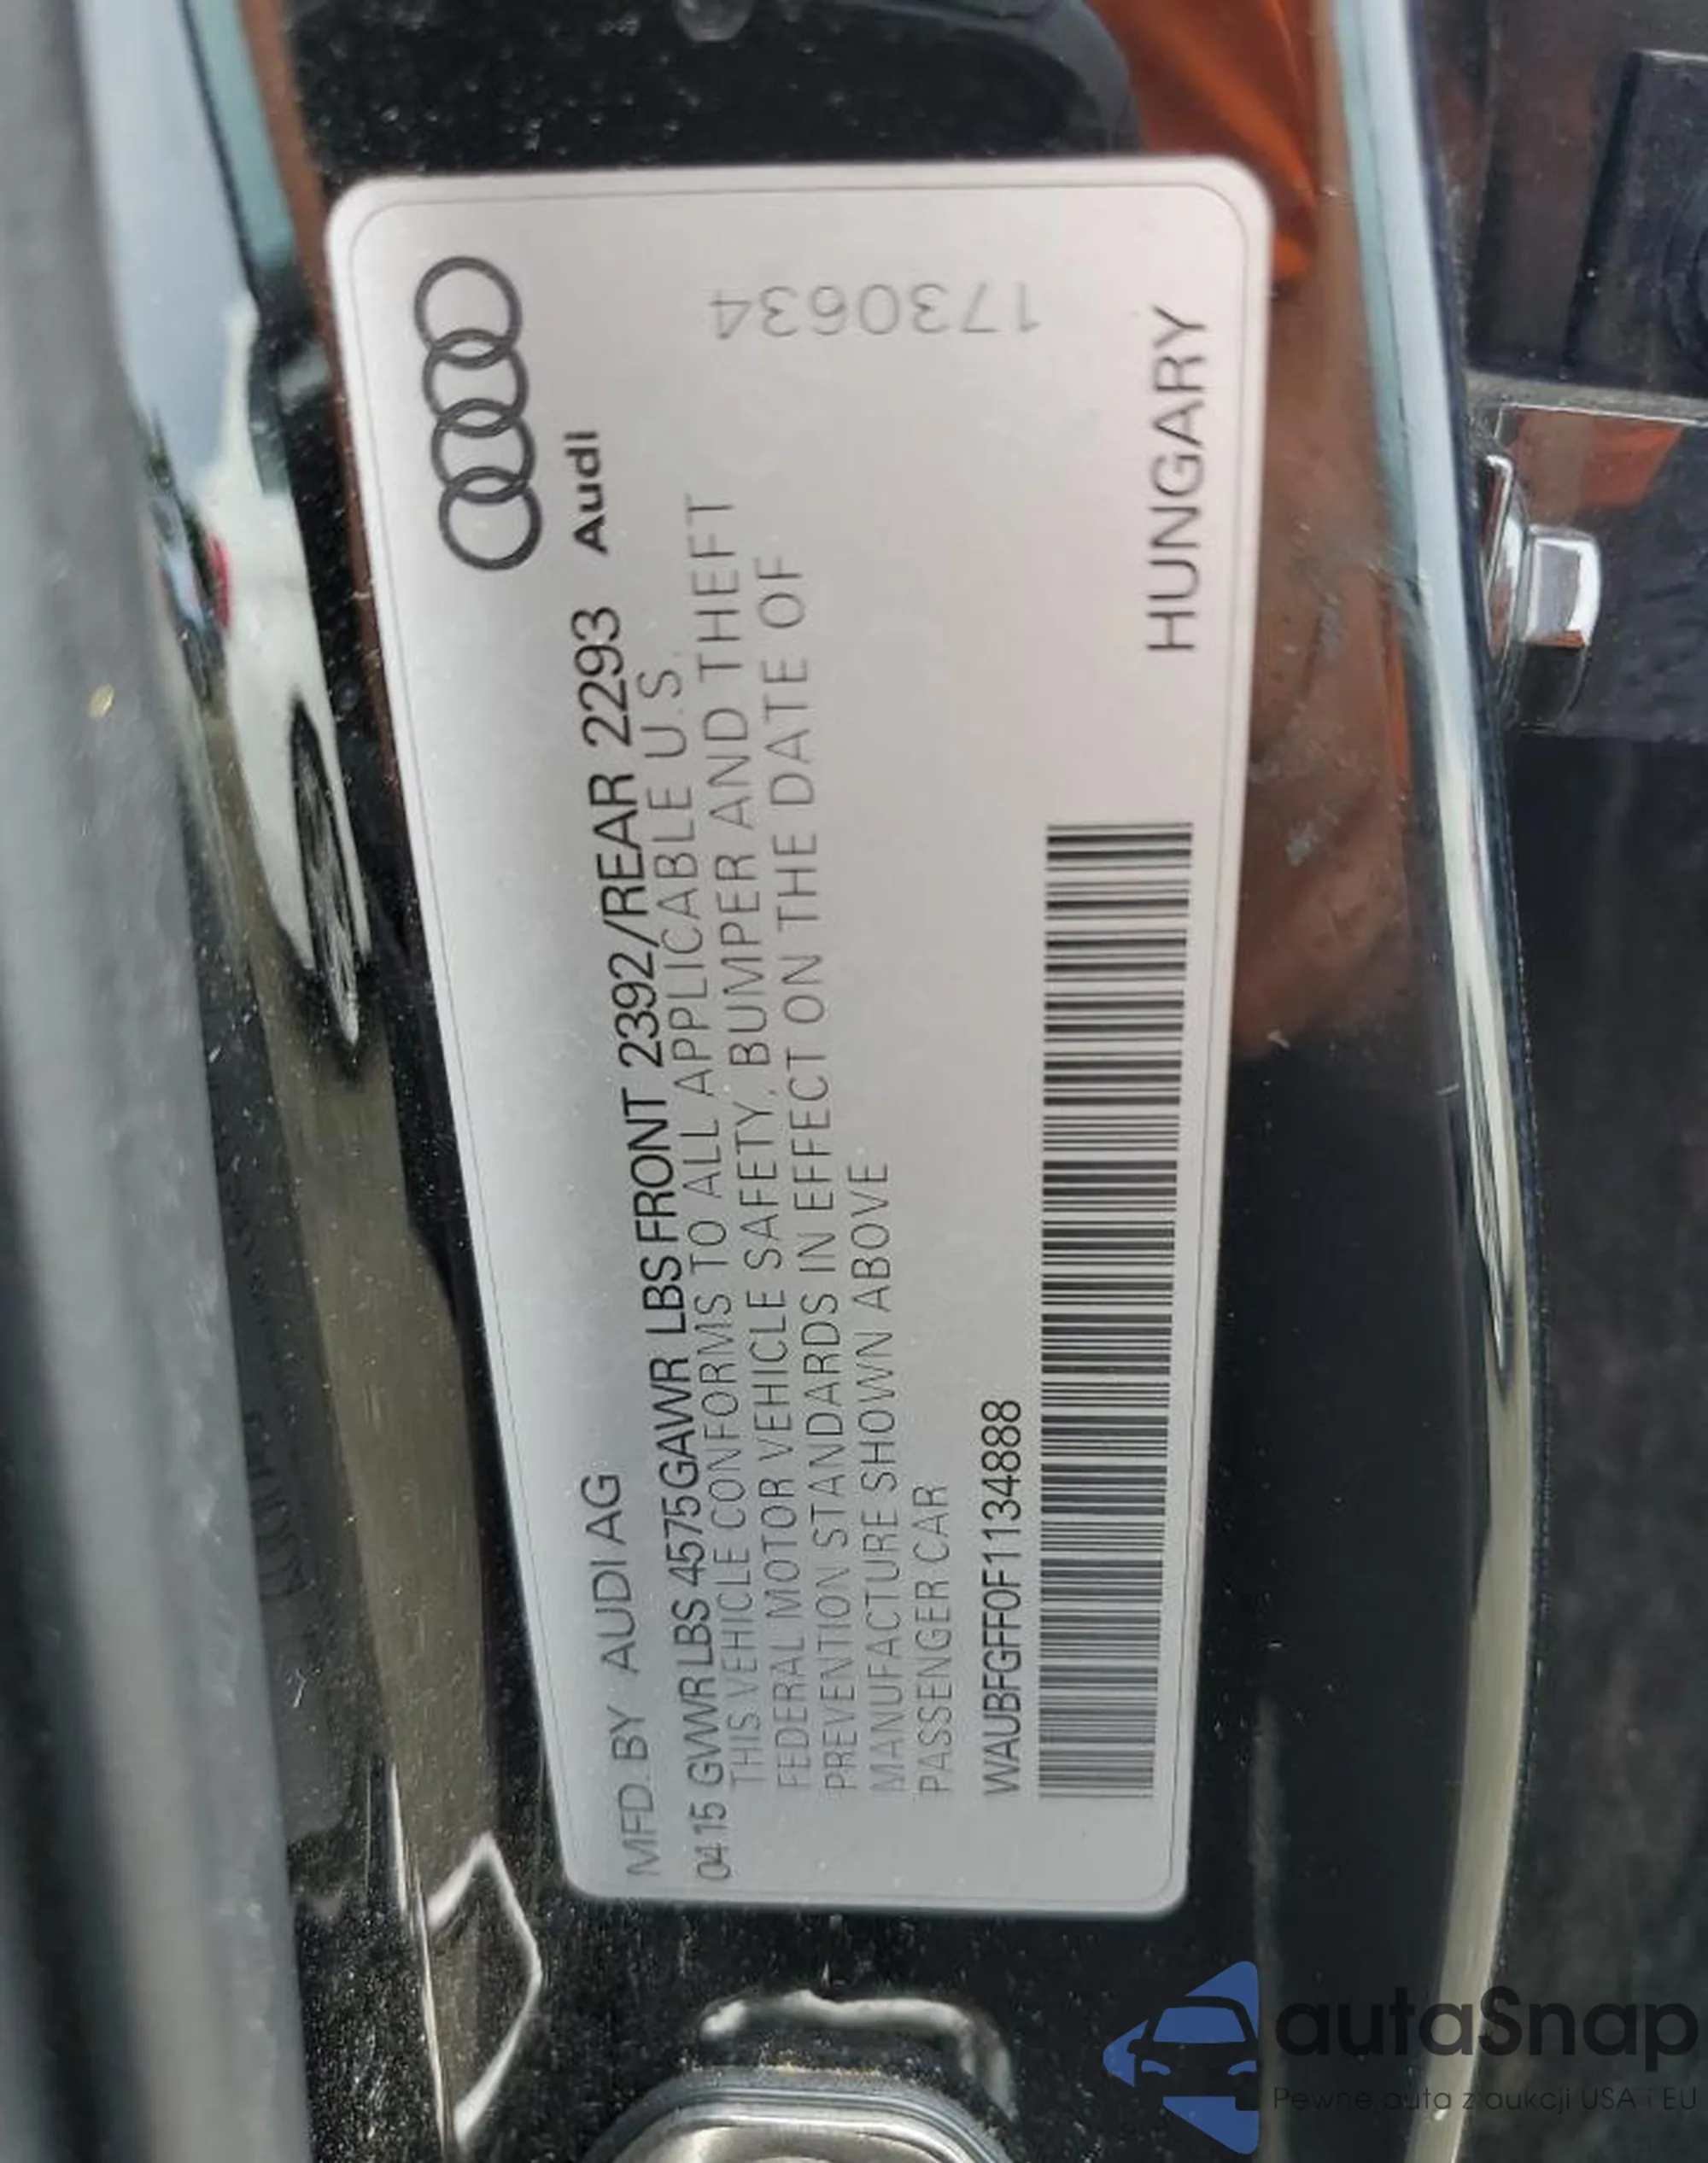 Audi
MFD. BY AUDI AG
04 15 GVWR LBS 4575 GAWR LBS FRONT 2392/REAR 2293
THIS VEHICLE CONFORMS TO ALL APPLICABLE U.S.
FEDERAL MOTOR VEHICLE SAFETY, BUMPER AND THEFT
PREVENTION STANDARDS IN EFFECT ON THE DATE OF
MANUFACTURE SHOWN ABOVE
PASSENGER CAR
1730634
WAUBFGFF0F1134888
HUNGARY
autaSnap
Pewne auta z aukcji USA i EU